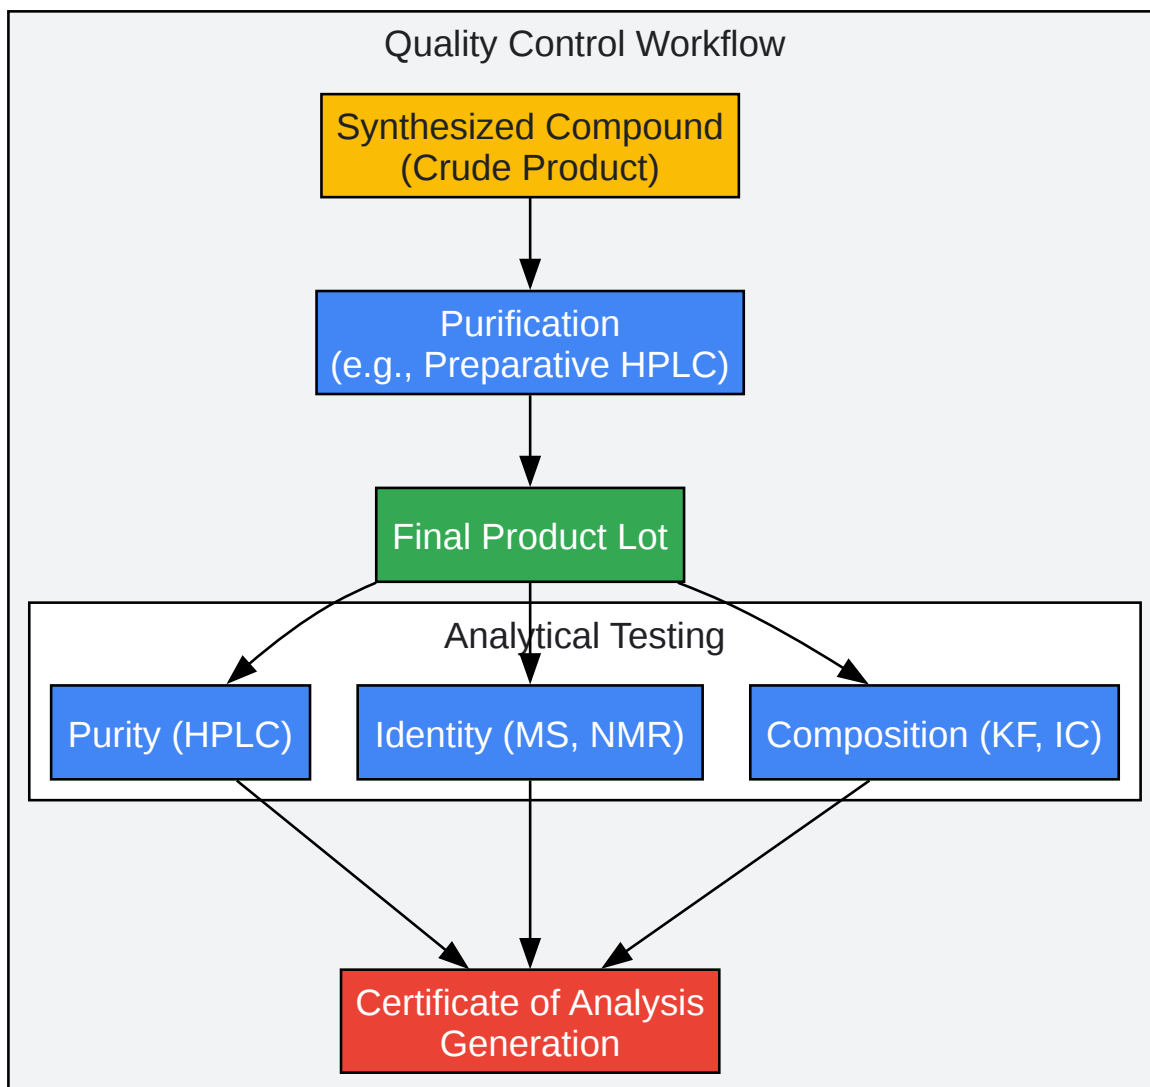 Quality Control Workflow
Synthesized Compound
(Crude Product)
Purification
(e.g., Preparative HPLC)
Final Product Lot
Analytical Testing
Purity (HPLC)
Identity (MS, NMR)
Composition (KF, IC)
Certificate of Analysis
Generation